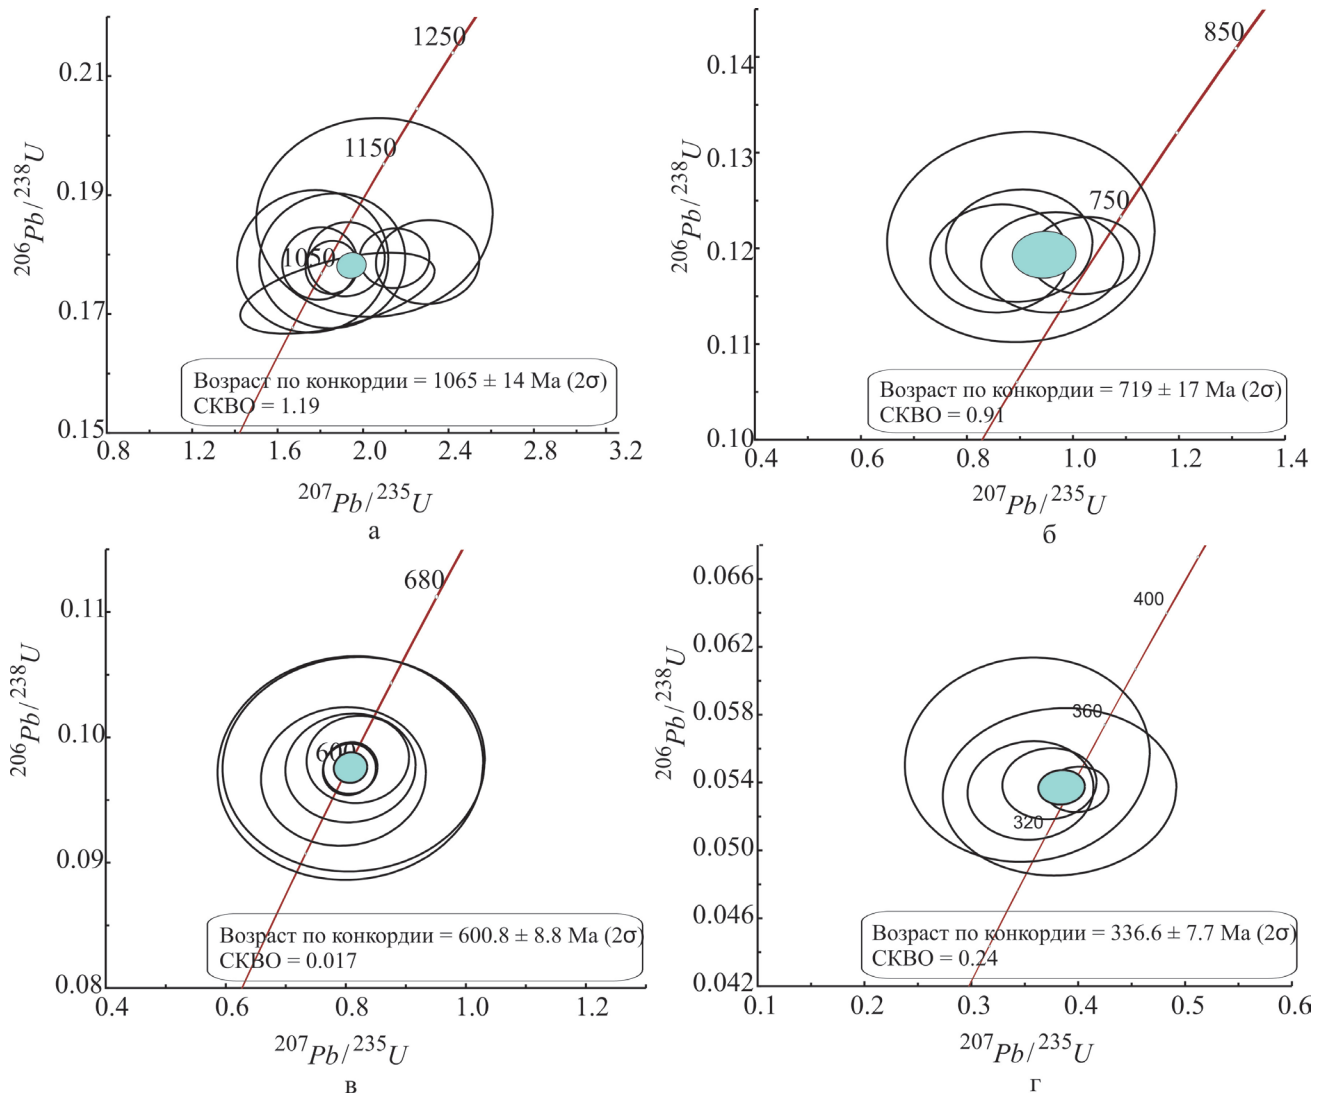 1250
0.21
1150
0.19
1050
0.17
0.15
²⁰⁶Pb/²³⁸U
Возраст по конкордии = 1065 ± 14 Ma (2σ)
СКВО = 1.19
0.8 1.2 1.6 2.0 2.4 2.8 3.2
²⁰⁷Pb/²³⁵U
а
850
0.14
0.13
750
0.12
0.11
0.10
²⁰⁶Pb/²³⁸U
Возраст по конкордии = 719 ± 17 Ma (2σ)
СКВО = 0.91
0.4 0.6 0.8 1.0 1.2 1.4
²⁰⁷Pb/²³⁵U
б
680
0.11
0.10
600
0.09
0.08
²⁰⁶Pb/²³⁸U
Возраст по конкордии = 600.8 ± 8.8 Ma (2σ)
СКВО = 0.017
0.4 0.6 0.8 1.0 1.2
²⁰⁷Pb/²³⁵U
в
0.066
400
0.062
0.058
360
0.054
320
0.050
0.046
0.042
²⁰⁶Pb/²³⁸U
Возраст по конкордии = 336.6 ± 7.7 Ma (2σ)
СКВО = 0.24
0.1 0.2 0.3 0.4 0.5 0.6
²⁰⁷Pb/²³⁵U
г